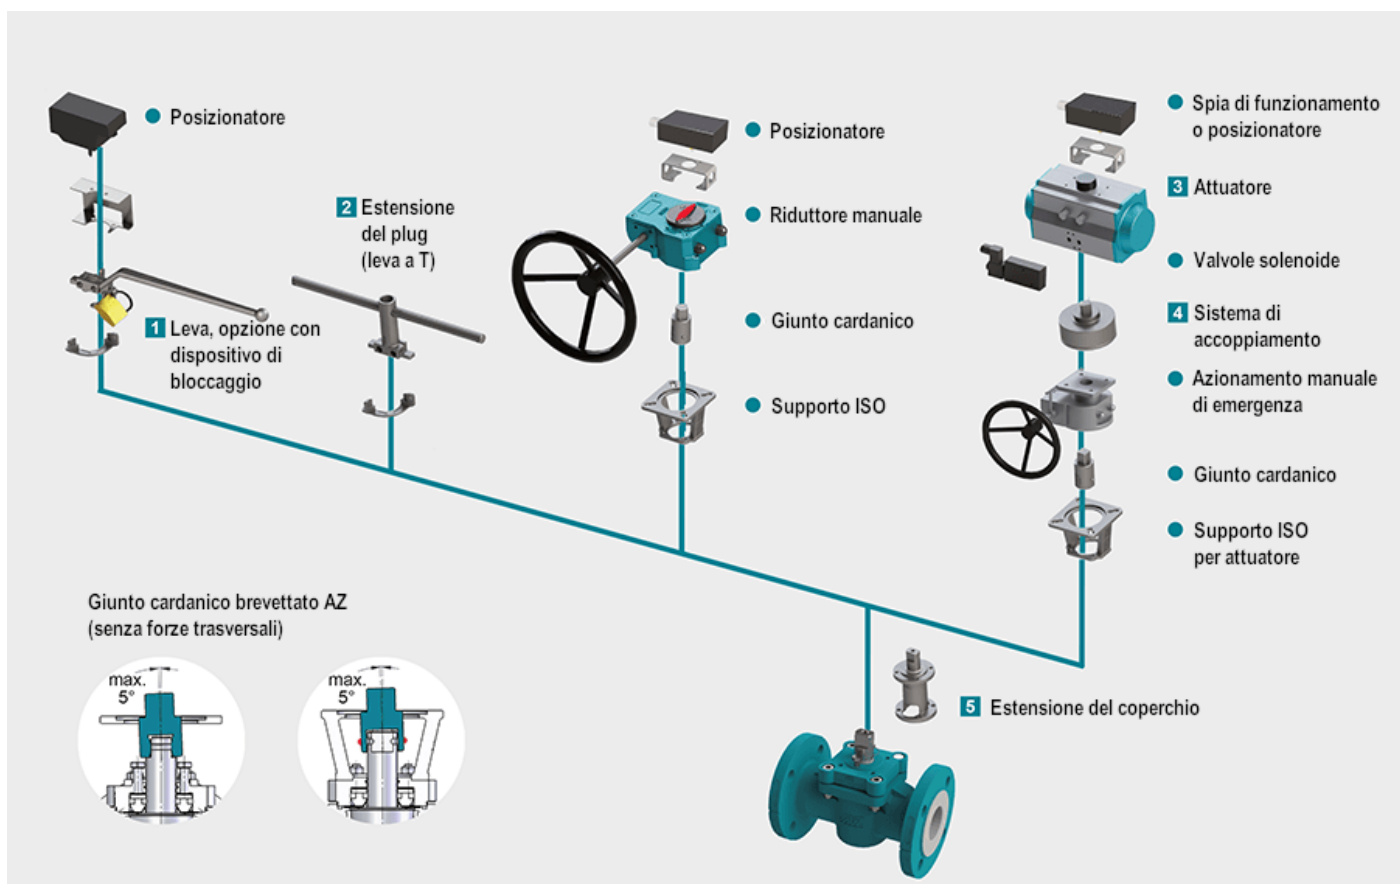 Posizionatore
1 Leva, opzione con
dispositivo di
bloccaggio
2 Estensione
del plug
(leva a T)
Posizionatore
Riduttore manuale
Giunto cardanico
Supporto ISO
Spia di funzionamento
o posizionatore
3 Attuatore
Valvole solenoide
4 Sistema di
accoppiamento
Azionamento manuale
di emergenza
Giunto cardanico
Supporto ISO
per attuatore
5 Estensione del coperchio
Giunto cardanico brevettato AZ
(senza forze trasversali)
max.
5°
max.
5°